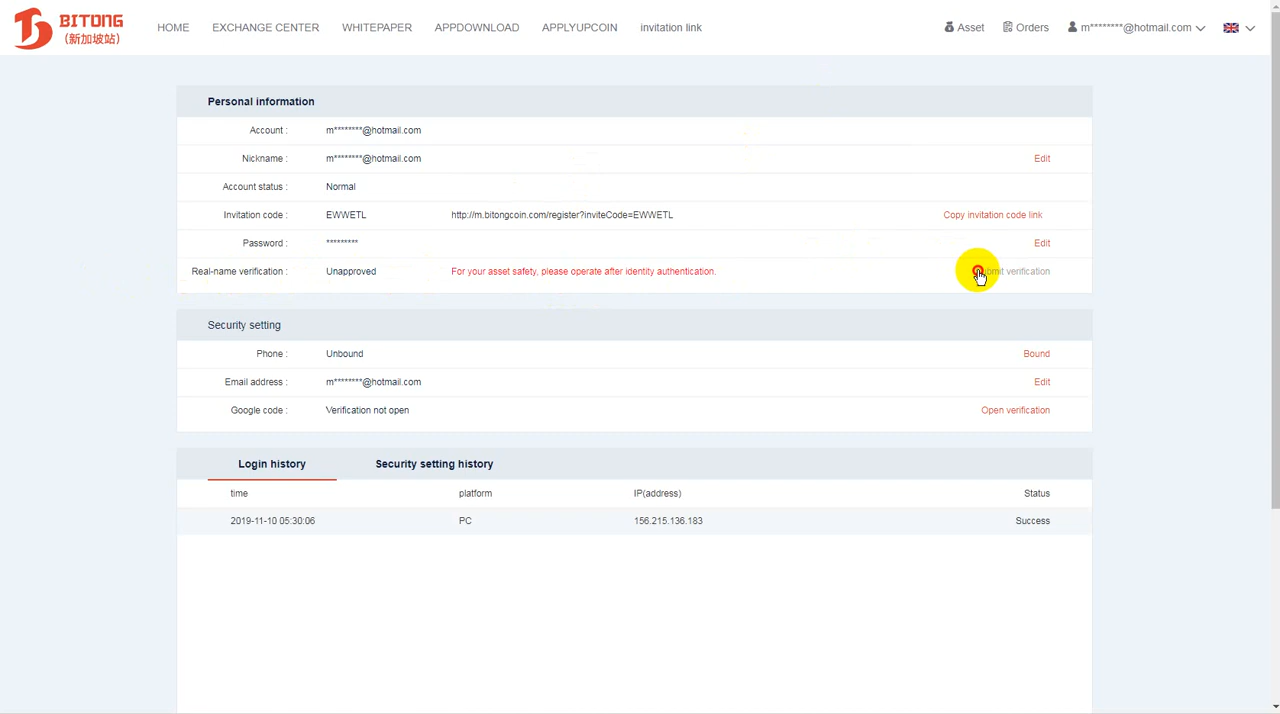 BITONG
(新加坡站)
HOME
EXCHANGE CENTER
WHITEPAPER
APPDOWNLOAD
APPLYUPCOIN
invitation link
Asset
Orders
m********@hotmail.com
Personal information
Account : m********@hotmail.com
Nickname : m********@hotmail.com Edit
Account status : Normal
Invitation code : EWWETL http://m.bitongcoin.com/register?inviteCode=EWWETL Copy invitation code link
Password : ********* Edit
Real-name verification : Unapproved For your asset safety, please operate after identity authentication. verification
Security setting
Phone : Unbound Bound
Email address : m********@hotmail.com Edit
Google code : Verification not open Open verification
Login history Security setting history
time platform IP(address) Status
2019-11-10 05:30:06 PC 156.215.136.183 Success